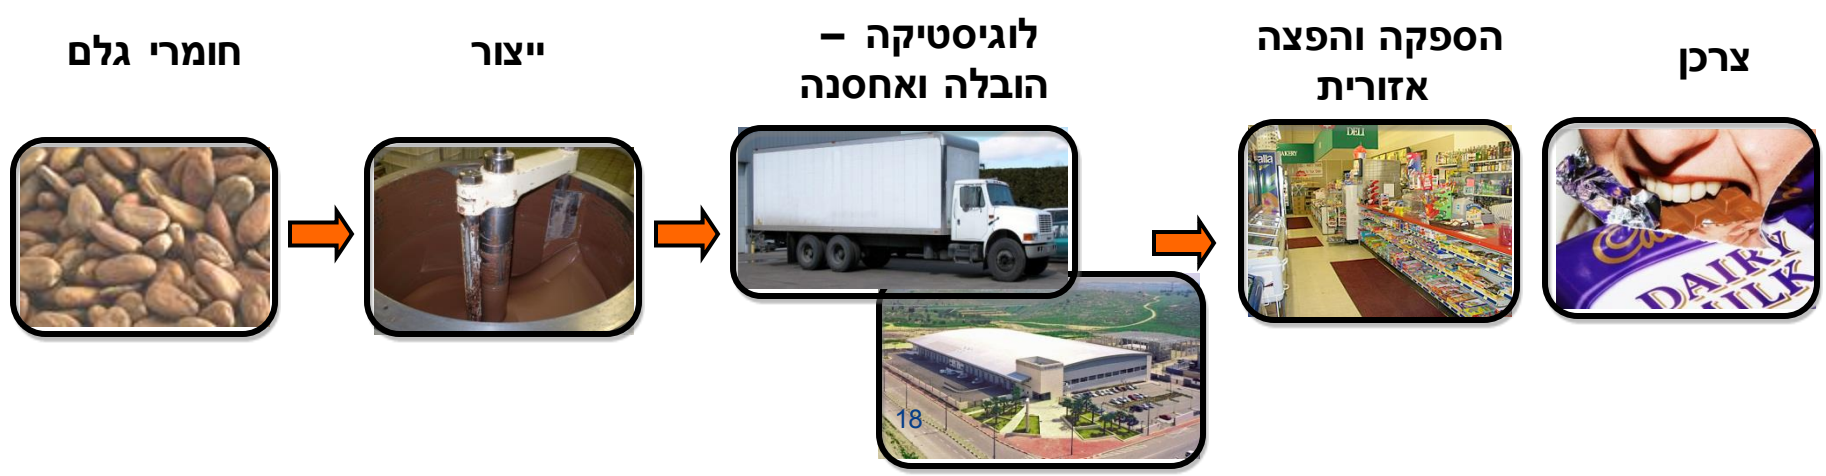 חומרי גלם
ייצור
לוגיסטיקה –
הובלה ואחסנה
הספקה והפצה
אזורית
צרכן
DELI
DAIRY
MILK
18